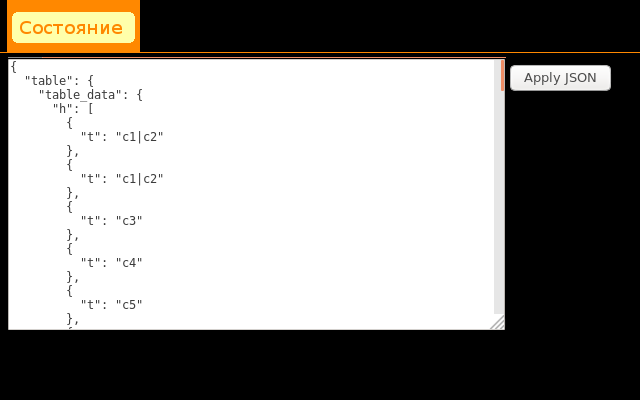 Состояние
{
  "table": {
    "table_data": {
      "h": [
        {
          "t": "c1|c2"
        },
        {
          "t": "c1|c2"
        },
        {
          "t": "c3"
        },
        {
          "t": "c4"
        },
        {
          "t": "c5"
        },
Apply JSON